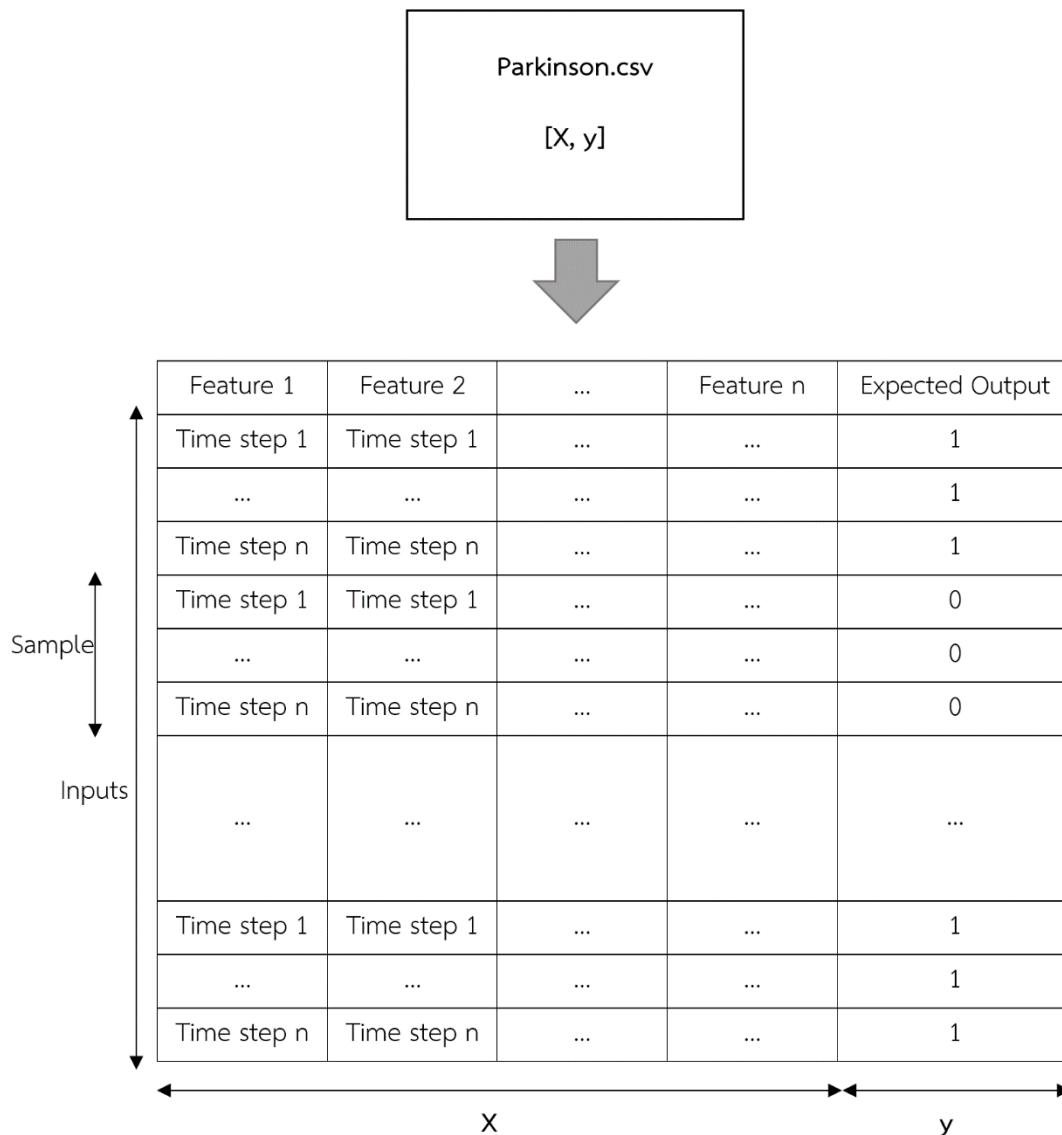 Parkinson.csv
[X, y]
Feature 1 Feature 2 ... Feature n Expected Output
Time step 1 Time step 1 ... ... 1
... ... ... ... 1
Time step n Time step n ... ... 1
Time step 1 Time step 1 ... ... 0
Sample ... ... ... ... 0
Time step n Time step n ... ... 0
Inputs
... ... ... ... ...
Time step 1 Time step 1 ... ... 1
... ... ... ... 1
Time step n Time step n ... ... 1
X y